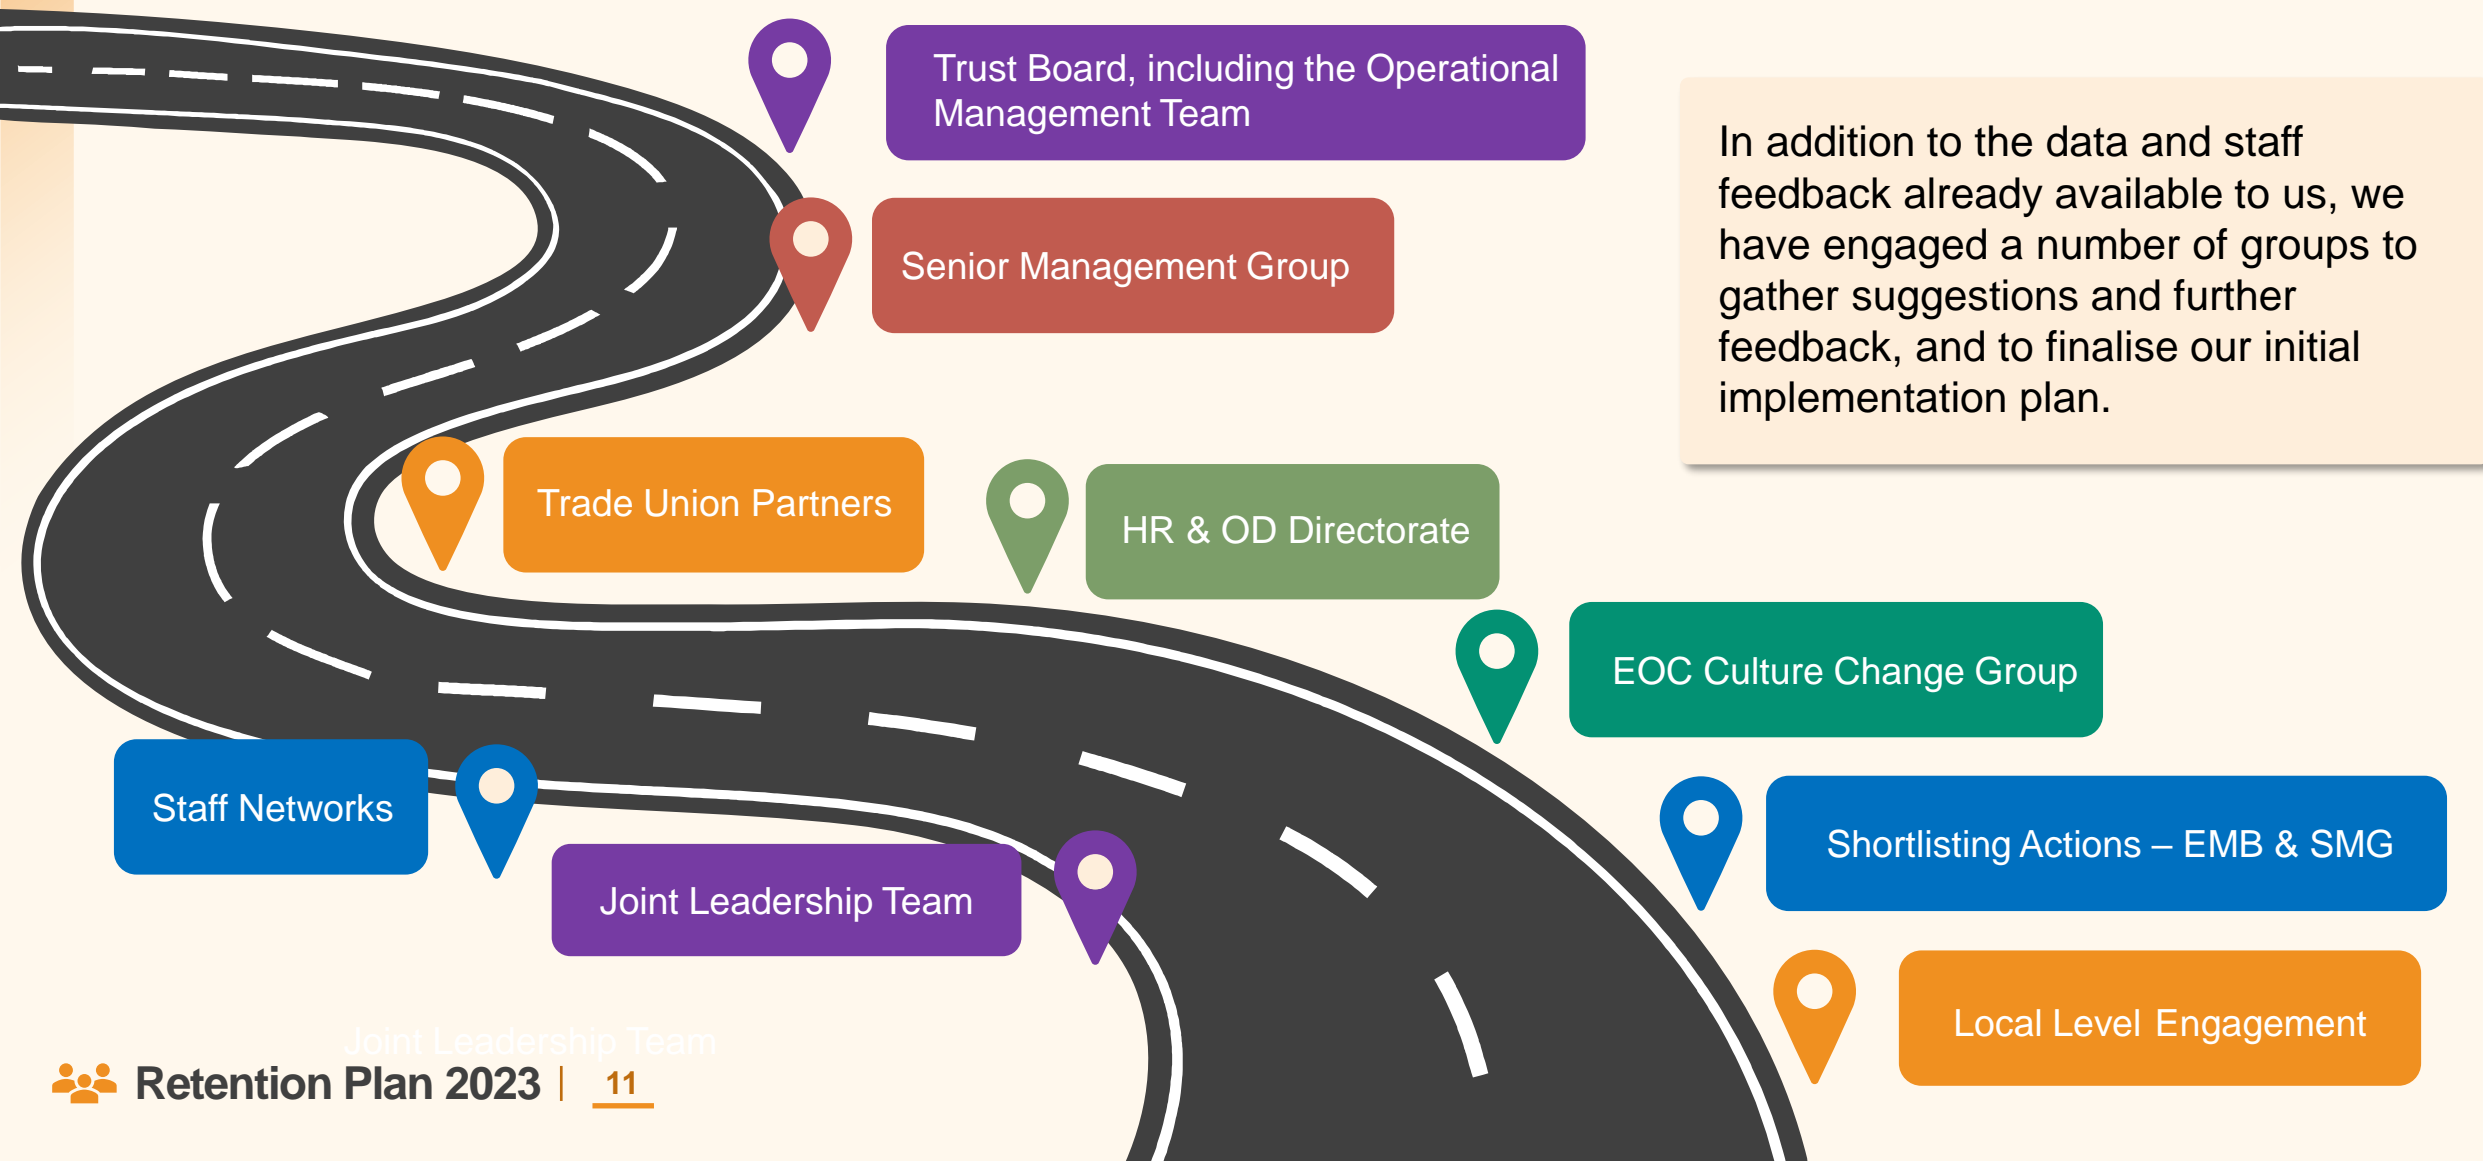 Trust Board, including the Operational
Management Team
In addition to the data and staff
feedback already available to us, we
have engaged a number of groups to
gather suggestions and further
feedback, and to finalise our initial
implementation plan.
Senior Management Group
Trade Union Partners
HR & OD Directorate
EOC Culture Change Group
Staff Networks
Shortlisting Actions – EMB & SMG
Joint Leadership Team
Local Level Engagement
Joint Leadership Team
Retention Plan 2023 | 11